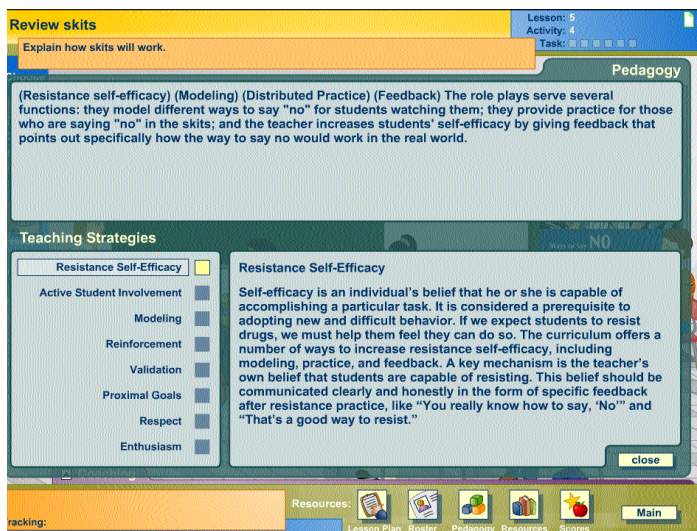 Review skits
Lesson: 5
Activity: 4
Task:
Explain how skits will work.
Choose
Pedagogy
(Resistance self-efficacy) (Modeling) (Distributed Practice) (Feedback) The role plays serve several
functions: they model different ways to say "no" for students watching them; they provide practice for those
who are saying "no" in the skits; and the teacher increases students' self-efficacy by giving feedback that
points out specifically how the way to say no would work in the real world.
Teaching Strategies
Ways to Say NO
Resistance Self-Efficacy
Active Student Involvement
Modeling
Reinforcement
Validation
Proximal Goals
Respect
Enthusiasm
Resistance Self-Efficacy
Self-efficacy is an individual's belief that he or she is capable of
accomplishing a particular task. It is considered a prerequisite to
adopting new and difficult behavior. If we expect students to resist
drugs, we must help them feel they can do so. The curriculum offers a
number of ways to increase resistance self-efficacy, including
modeling, practice, and feedback. A key mechanism is the teacher's
own belief that students are capable of resisting. This belief should be
communicated clearly and honestly in the form of specific feedback
after resistance practice, like “You really know how to say, ‘No’” and
“That’s a good way to resist.”
close
Coaching
Resources:
Lesson Plan Roster Pedagogy Resources Scores
Main
racking: